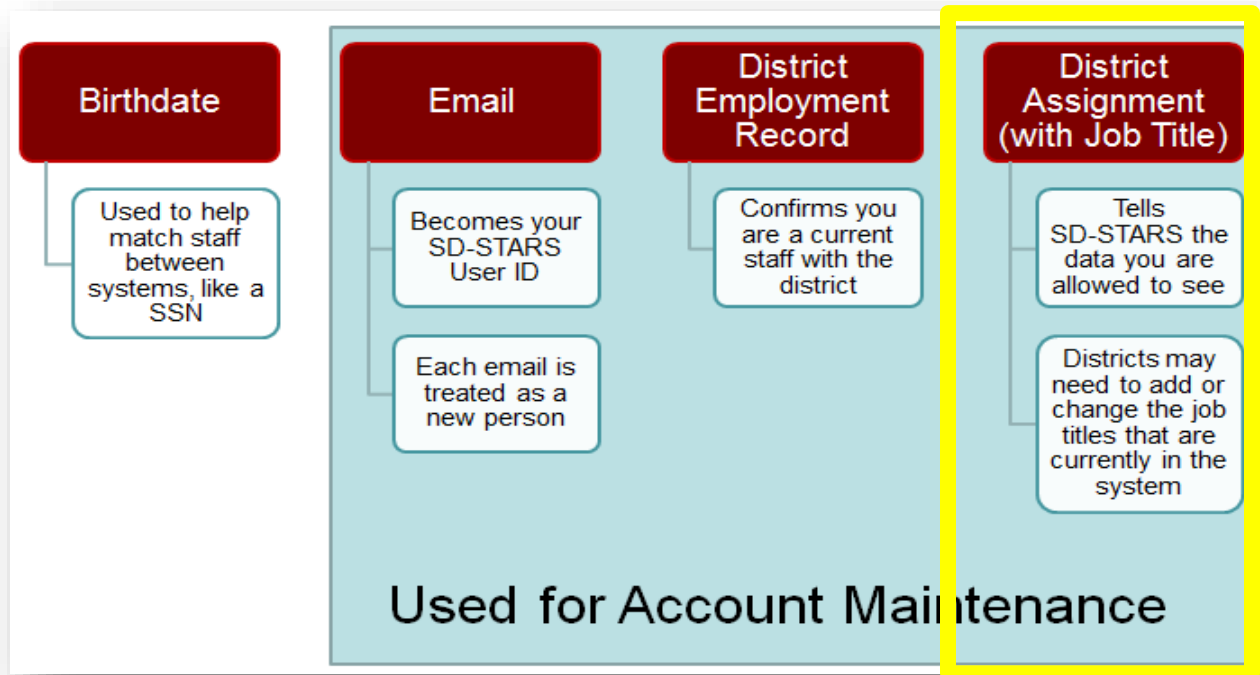 Birthdate
Used to help
match staff
between
systems, like a
SSN
Email
Becomes your
SD-STARS
User ID
Each email is
treated as a
new person
District
Employment
Record
Confirms you
are a current
staff with the
district
District
Assignment
(with Job Title)
Tells
SD-STARS the
data you are
allowed to see
Districts may
need to add or
change the job
titles that are
currently in the
system
Used for Account Maintenance